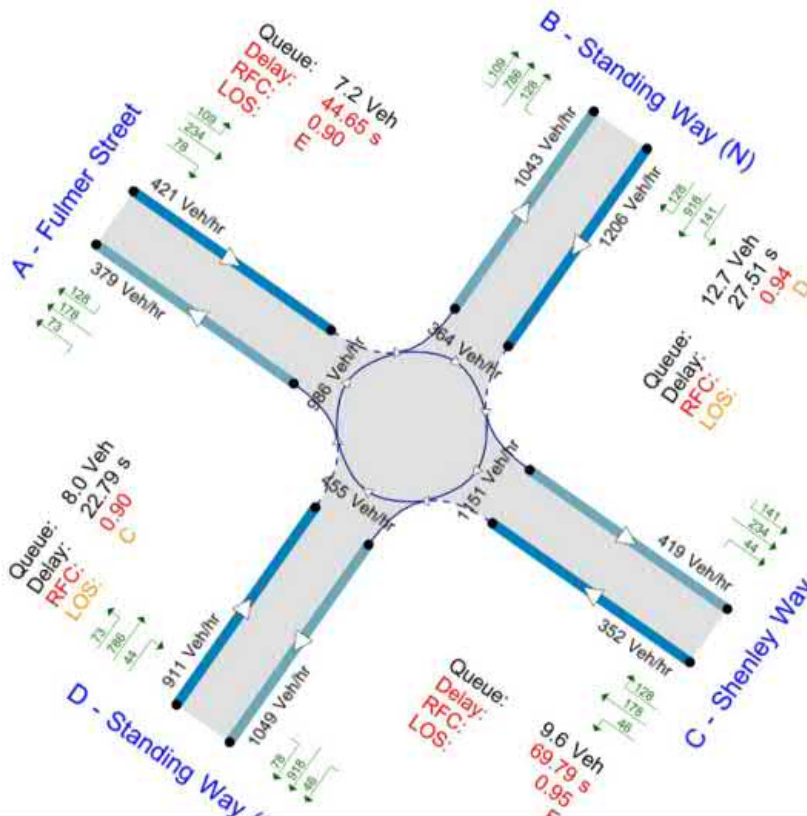 B - Standing Way (N)
109
786
128
Queue: 7.2 Veh
Delay: 44.65 s
RFC: 0.90
LOS: E
A - Fulmer Street
109
234
78
421 Veh/hr
379 Veh/hr
128
178
73
1043 Veh/hr
1206 Veh/hr
128
916
141
Queue: 12.7 Veh
Delay: 27.51 s
RFC: 0.94
LOS: D
364 Veh/hr
986 Veh/hr
455 Veh/hr
1151 Veh/hr
Queue: 8.0 Veh
Delay: 22.79 s
RFC: 0.90
LOS: C
73
786
44
911 Veh/hr
1049 Veh/hr
D - Standing Way
78
916
46
141
234
44
419 Veh/hr
352 Veh/hr
C - Shenley Way
128
178
46
Queue: 9.6 Veh
Delay: 69.79 s
RFC: 0.95
LOS: